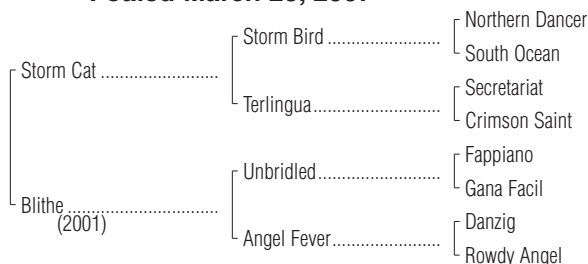 Northern Dancer
Storm Bird
South Ocean
Storm Cat
Secretariat
Terlingua
Crimson Saint
Fappiano
Unbridled
Gana Facil
Blithe
(2001)
Danzig
Angel Fever
Rowdy Angel